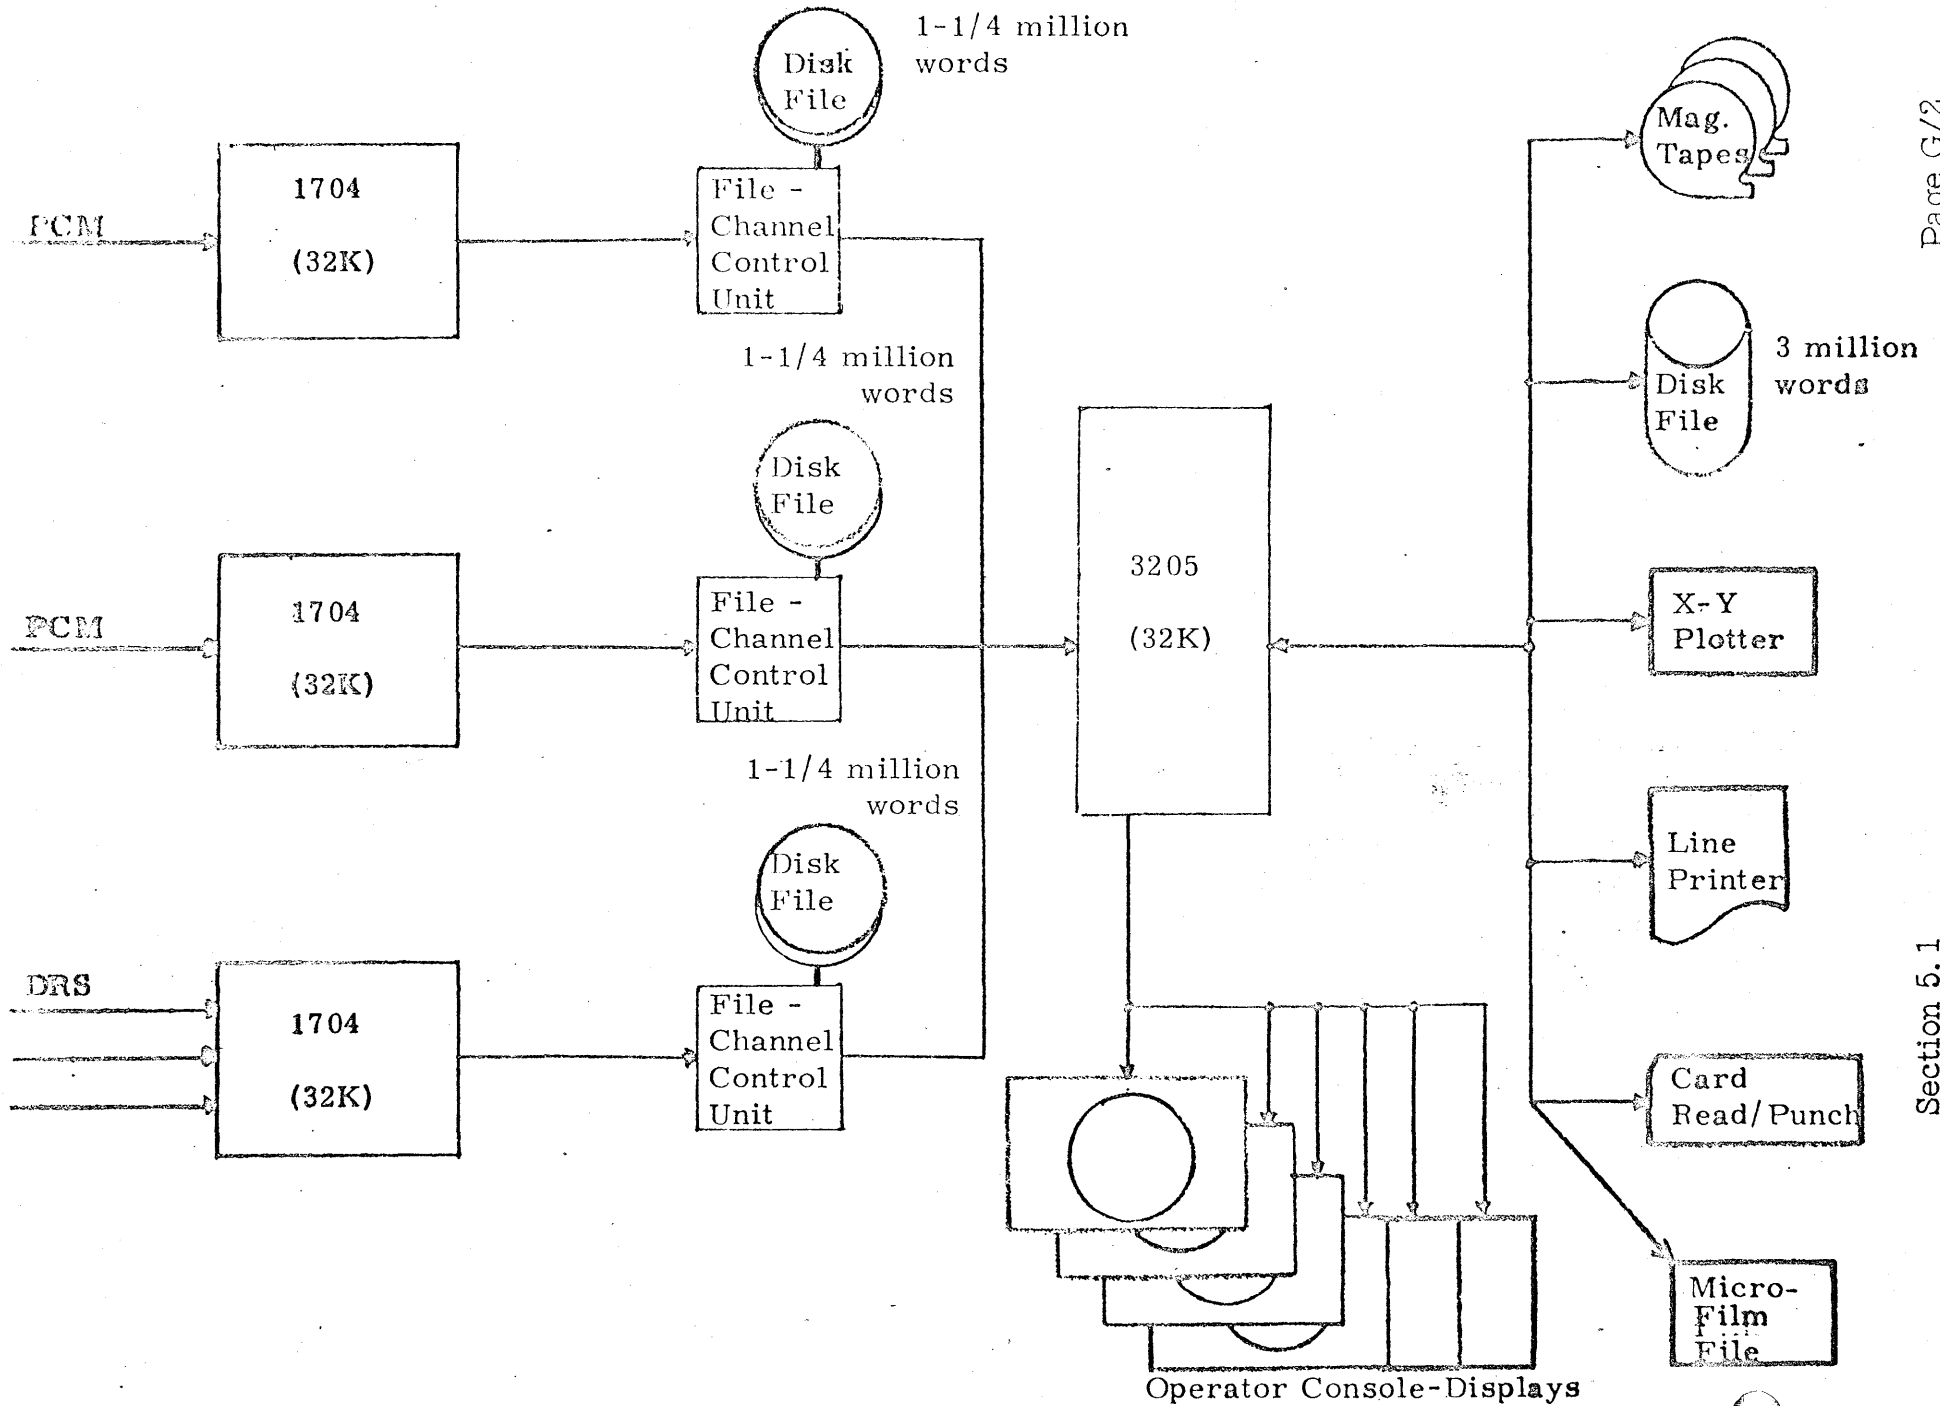 1-1/4 million
words
Disk
File
PCM
1704
(32K)
File -
Channel
Control
Unit
1-1/4 million
words
Disk
File
PCM
1704
(32K)
File -
Channel
Control
Unit
1-1/4 million
words
Disk
File
DRS
1704
(32K)
File -
Channel
Control
Unit
3205
(32K)
Operator Console-Displays
Mag.
Tapes
Disk
File
3 million
words
X-Y
Plotter
Line
Printer
Card
Read/Punch
Micro-
Film
File
Page G/2
Section 5.1